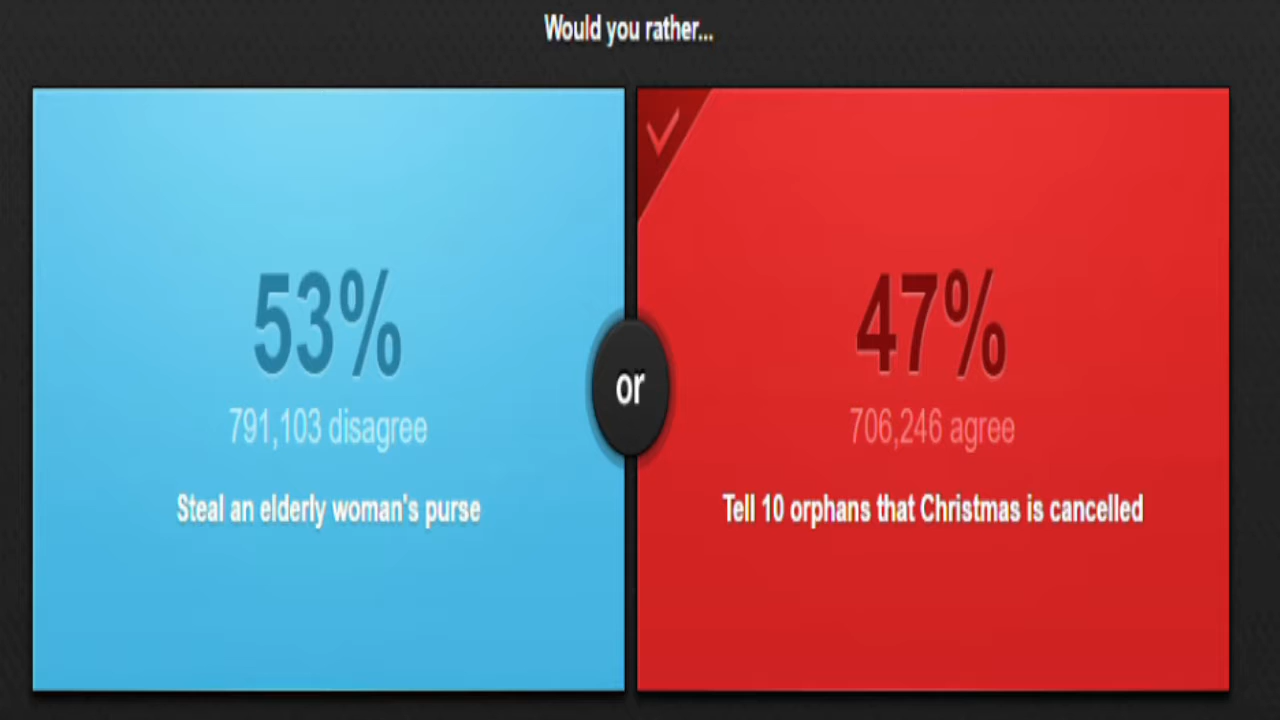 Would you rather...
53%
791,103 disagree
Steal an elderly woman's purse
or
47%
706,246 agree
Tell 10 orphans that Christmas is cancelled